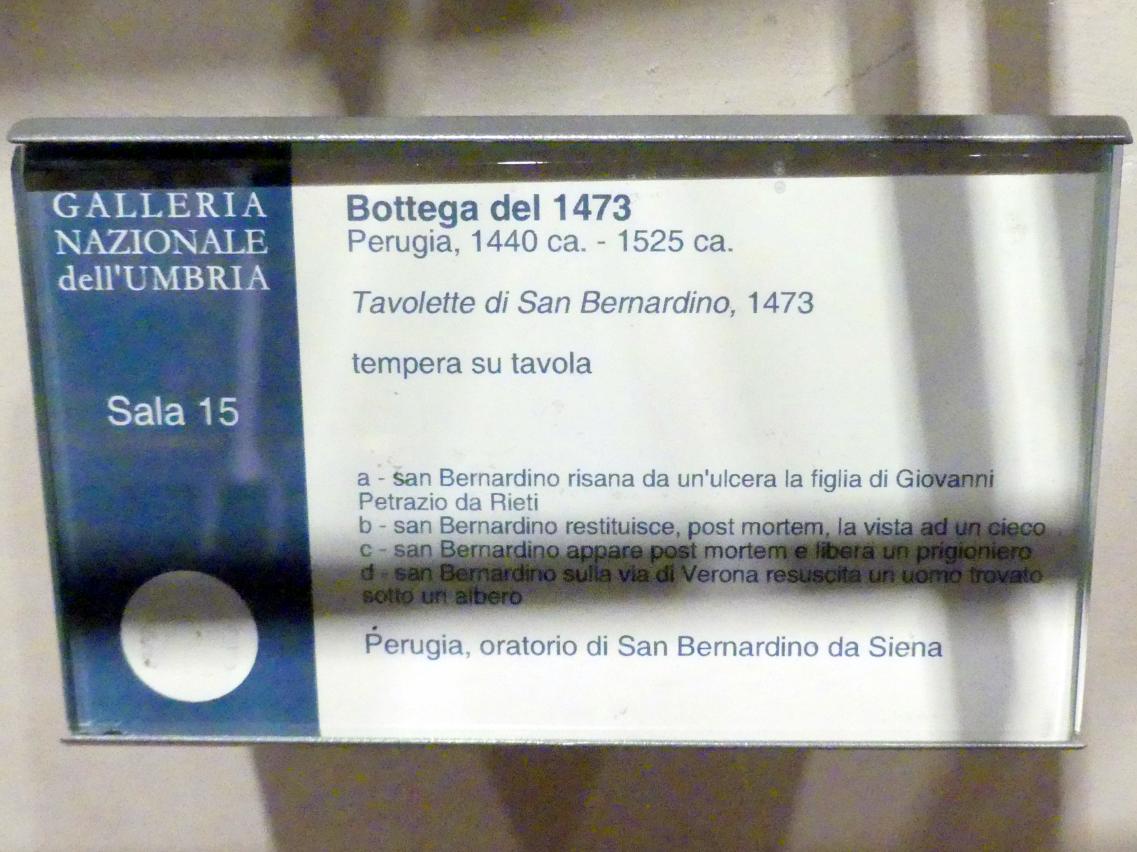 GALLERIA
NAZIONALE
dell'UMBRIA
Sala 15
Bottega del 1473
Perugia, 1440 ca. - 1525 ca.
Tavolette di San Bernardino, 1473
tempera su tavola
a - san Bernardino risana da un'ulcera la figlia di Giovanni
Petrazio da Rieti
b - san Bernardino restituisce, post mortem, la vista ad un cieco
c - san Bernardino appare post mortem e libera un prigioniero
d - san Bernardino sulla via di Verona resuscita un uomo trovato
sotto un albero
Perugia, oratorio di San Bernardino da Siena